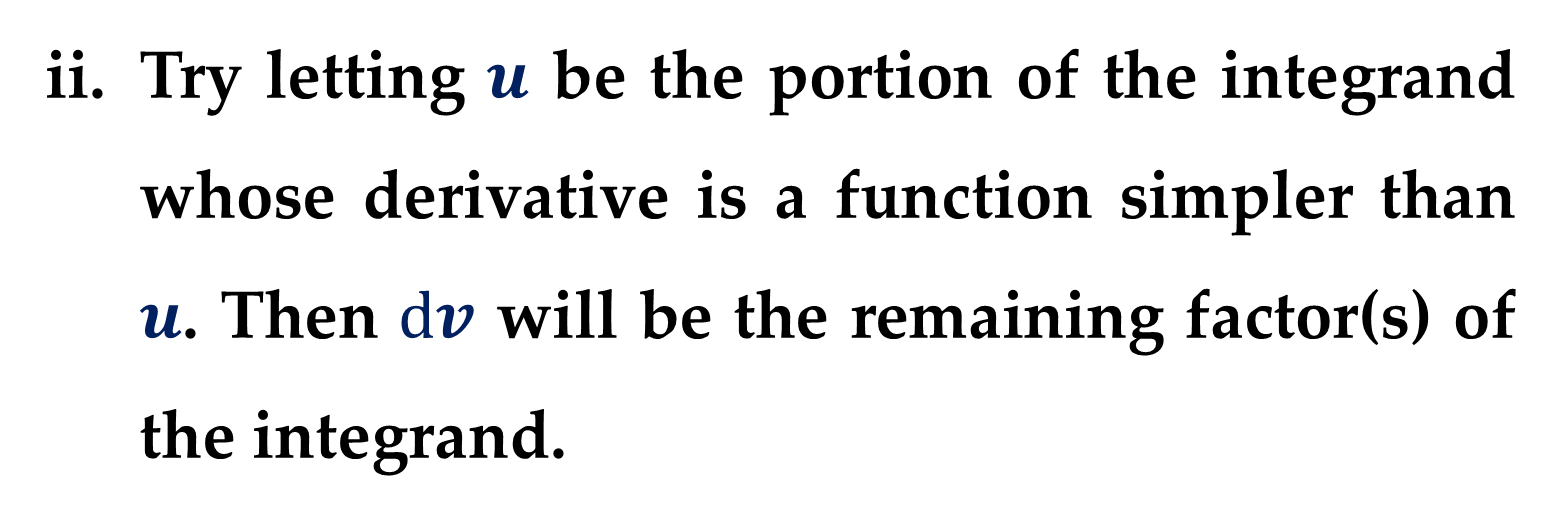 ii. Try letting u be the portion of the integrand
whose derivative is a function simpler than
u. Then dv will be the remaining factor(s) of
the integrand.